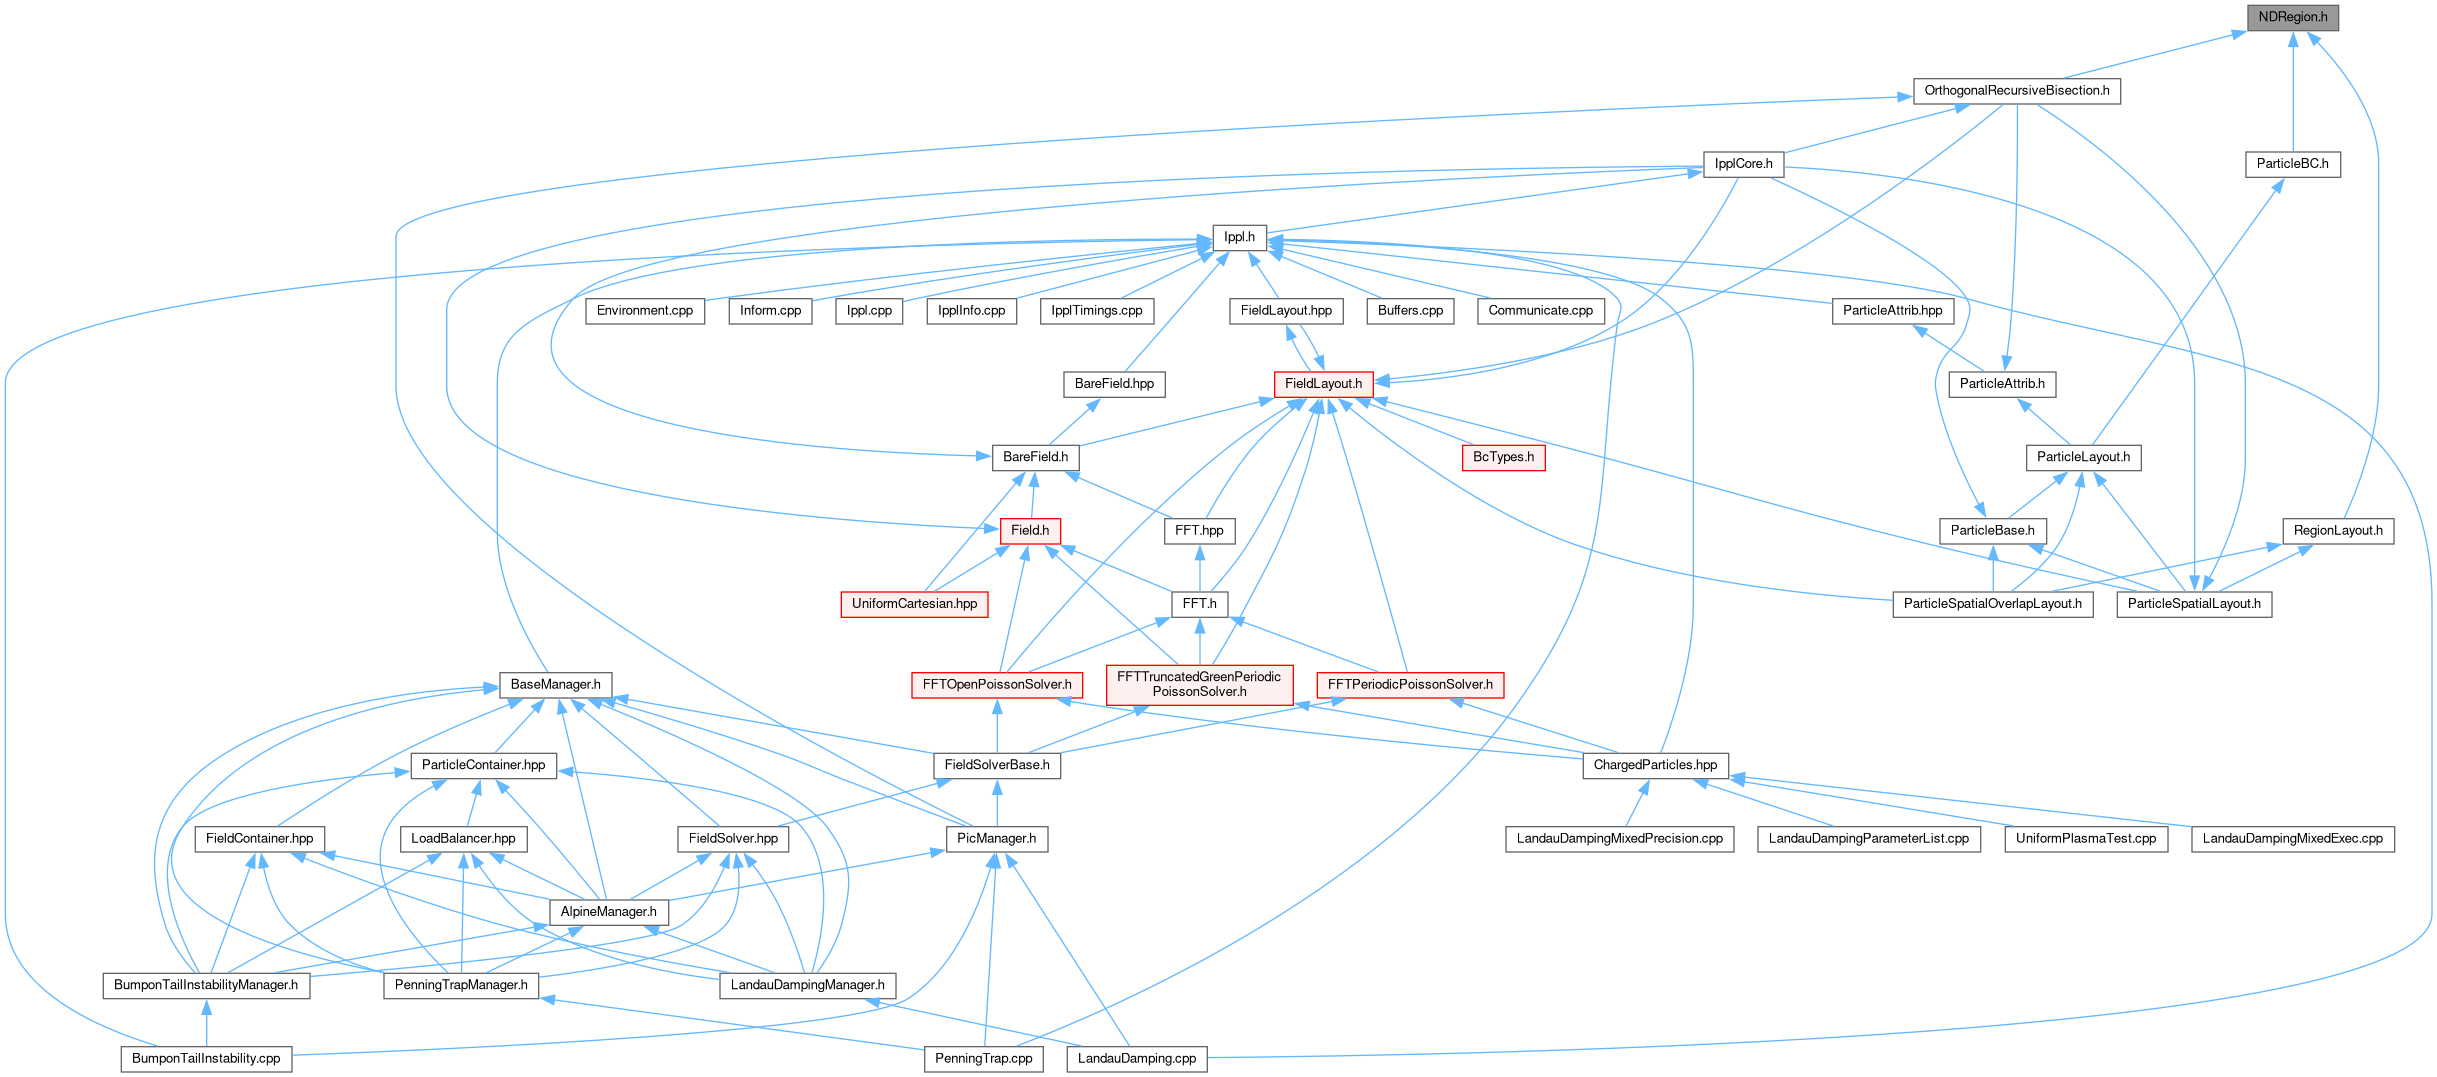 NDRegion.h
OrthogonalRecursiveBisection.h
IpplCore.h
ParticleBC.h
Ippl.h
Environment.cpp
Inform.cpp
Ippl.cpp
IpplInfo.cpp
IpplTimings.cpp
FieldLayout.hpp
Buffers.cpp
Communicate.cpp
ParticleAttrib.hpp
BareField.hpp
FieldLayout.h
ParticleAttrib.h
BareField.h
BcTypes.h
ParticleLayout.h
Field.h
FFT.hpp
ParticleBase.h
RegionLayout.h
UniformCartesian.hpp
FFT.h
ParticleSpatialOverlapLayout.h
ParticleSpatialLayout.h
BaseManager.h
FFTOpenPoissonSolver.h
FFTTruncatedGreenPeriodic
PoissonSolver.h
FFTPeriodicPoissonSolver.h
ParticleContainer.hpp
FieldSolverBase.h
ChargedParticles.hpp
FieldContainer.hpp
LoadBalancer.hpp
FieldSolver.hpp
PicManager.h
LandauDampingMixedPrecision.cpp
LandauDampingParameterList.cpp
UniformPlasmaTest.cpp
LandauDampingMixedExec.cpp
AlpineManager.h
BumponTailInstabilityManager.h
PenningTrapManager.h
LandauDampingManager.h
BumponTailInstability.cpp
PenningTrap.cpp
LandauDamping.cpp